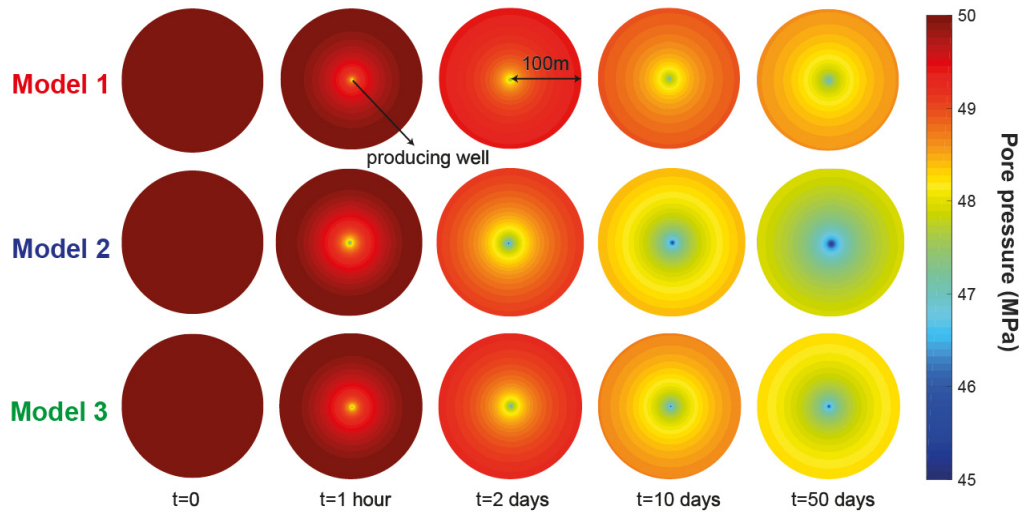 Model 1
100m
producing well
Model 2
Model 3
t=0
t=1 hour
t=2 days
t=10 days
t=50 days
50
49
48
47
46
45
Pore pressure (MPa)